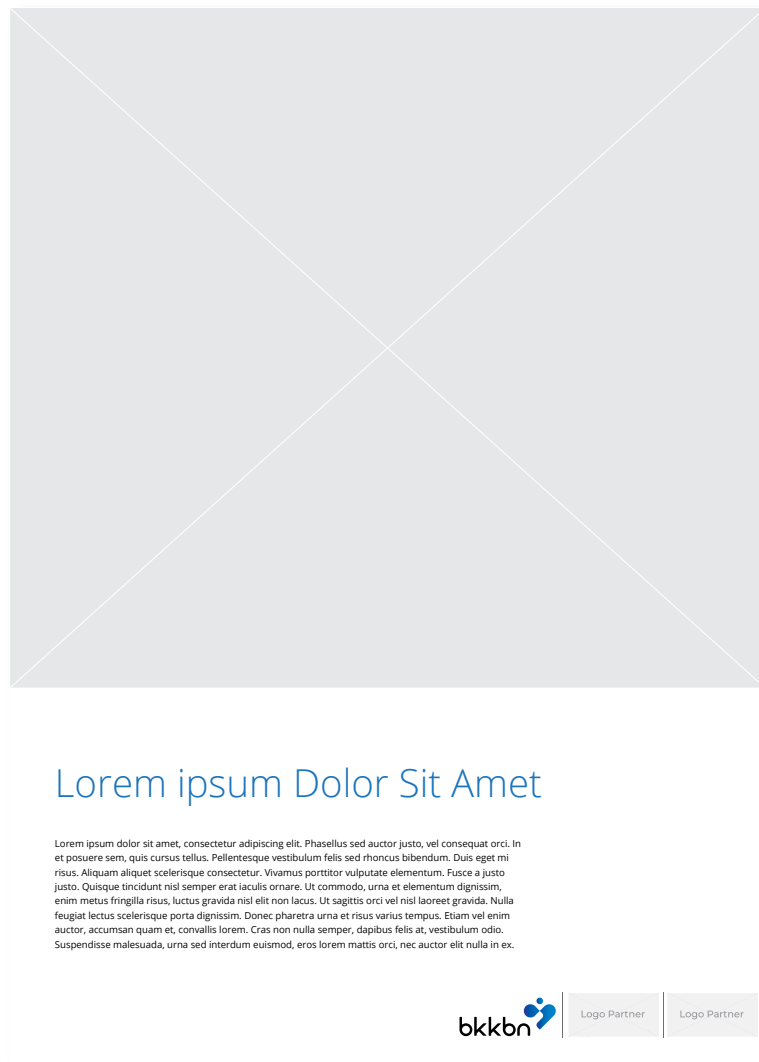 Lorem ipsum Dolor Sit Amet
Lorem ipsum dolor sit amet, consectetur adipiscing elit. Phasellus sed auctor justo, vel consequat orci. In
et posuere sem, quis cursus tellus. Pellentesque vestibulum felis sed rhoncus bibendum. Duis eget mi
risus. Aliquam aliquet scelerisque consectetur. Vivamus porttitor vulputate elementum. Fusce a justo
justo. Quisque tincidunt nisl semper erat iaculis ornare. Ut commodo, urna et elementum dignissim,
enim metus fringilla risus, luctus gravida nisl elit non lacus. Ut sagittis orci vel nisl laoreet gravida. Nulla
feugiat lectus scelerisque porta dignissim. Donec pharetra urna et risus varius tempus. Etiam vel enim
auctor, accumsan quam et, convallis lorem. Cras non nulla semper, dapibus felis at, vestibulum odio.
Suspendisse malesuada, urna sed interdum euismod, eros lorem mattis orci, nec auctor elit nulla in ex.
bkkbn
Logo Partner
Logo Partner